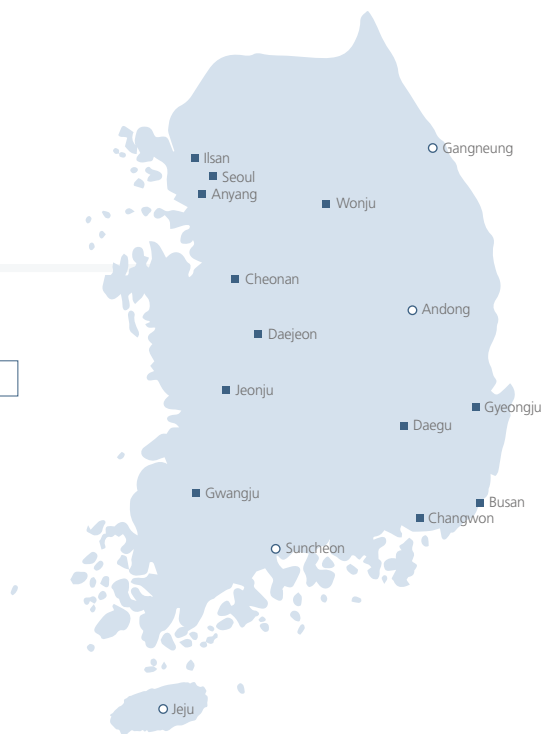 Gangneung
Ilsan
Seoul
Anyang
Wonju
Cheonan
Andong
Daejeon
Jeonju
Gyeongju
Daegu
Gwangju
Busan
Changwon
Suncheon
Jeju